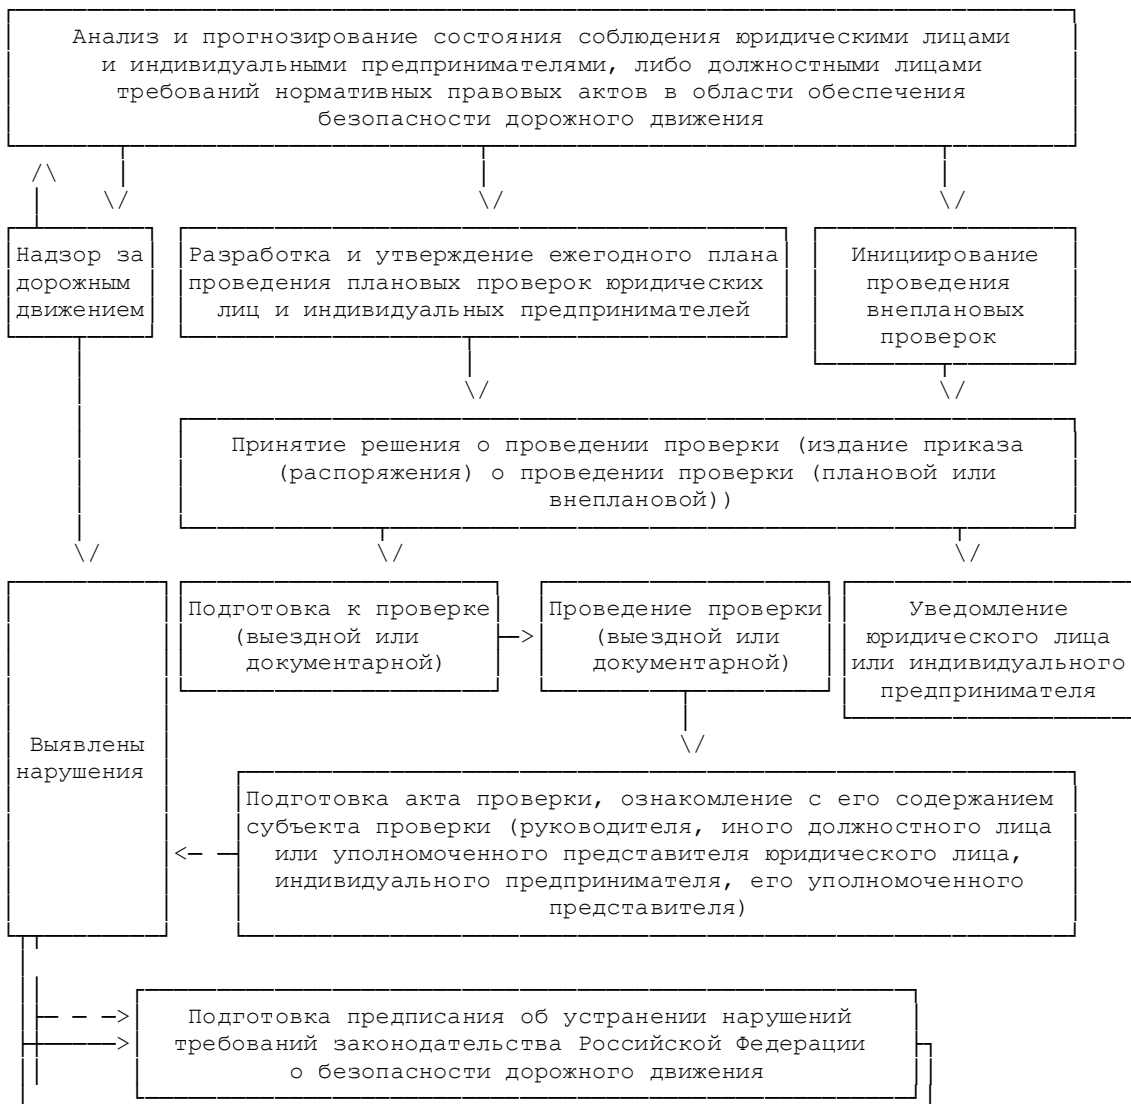 Анализ и прогнозирование состояния соблюдения юридическими лицами
и индивидуальными предпринимателями, либо должностными лицами
требований нормативных правовых актов в области обеспечения
безопасности дорожного движения
Надзор за
дорожным
движением
Разработка и утверждение ежегодного плана
проведения плановых проверок юридических
лиц и индивидуальных предпринимателей
Инициирование
проведения
внеплановых
проверок
Принятие решения о проведении проверки (издание приказа
(распоряжения) о проведении проверки (плановой или
внеплановой))
Подготовка к проверке
(выездной или
документарной)
Проведение проверки
(выездной или
документарной)
Уведомление
юридического лица
или индивидуального
предпринимателя
Выявлены
нарушения
Подготовка акта проверки, ознакомление с его содержанием
субъекта проверки (руководителя, иного должностного лица
или уполномоченного представителя юридического лица,
индивидуального предпринимателя, его уполномоченного
представителя)
Подготовка предписания об устранении нарушений
требований законодательства Российской Федерации
о безопасности дорожного движения